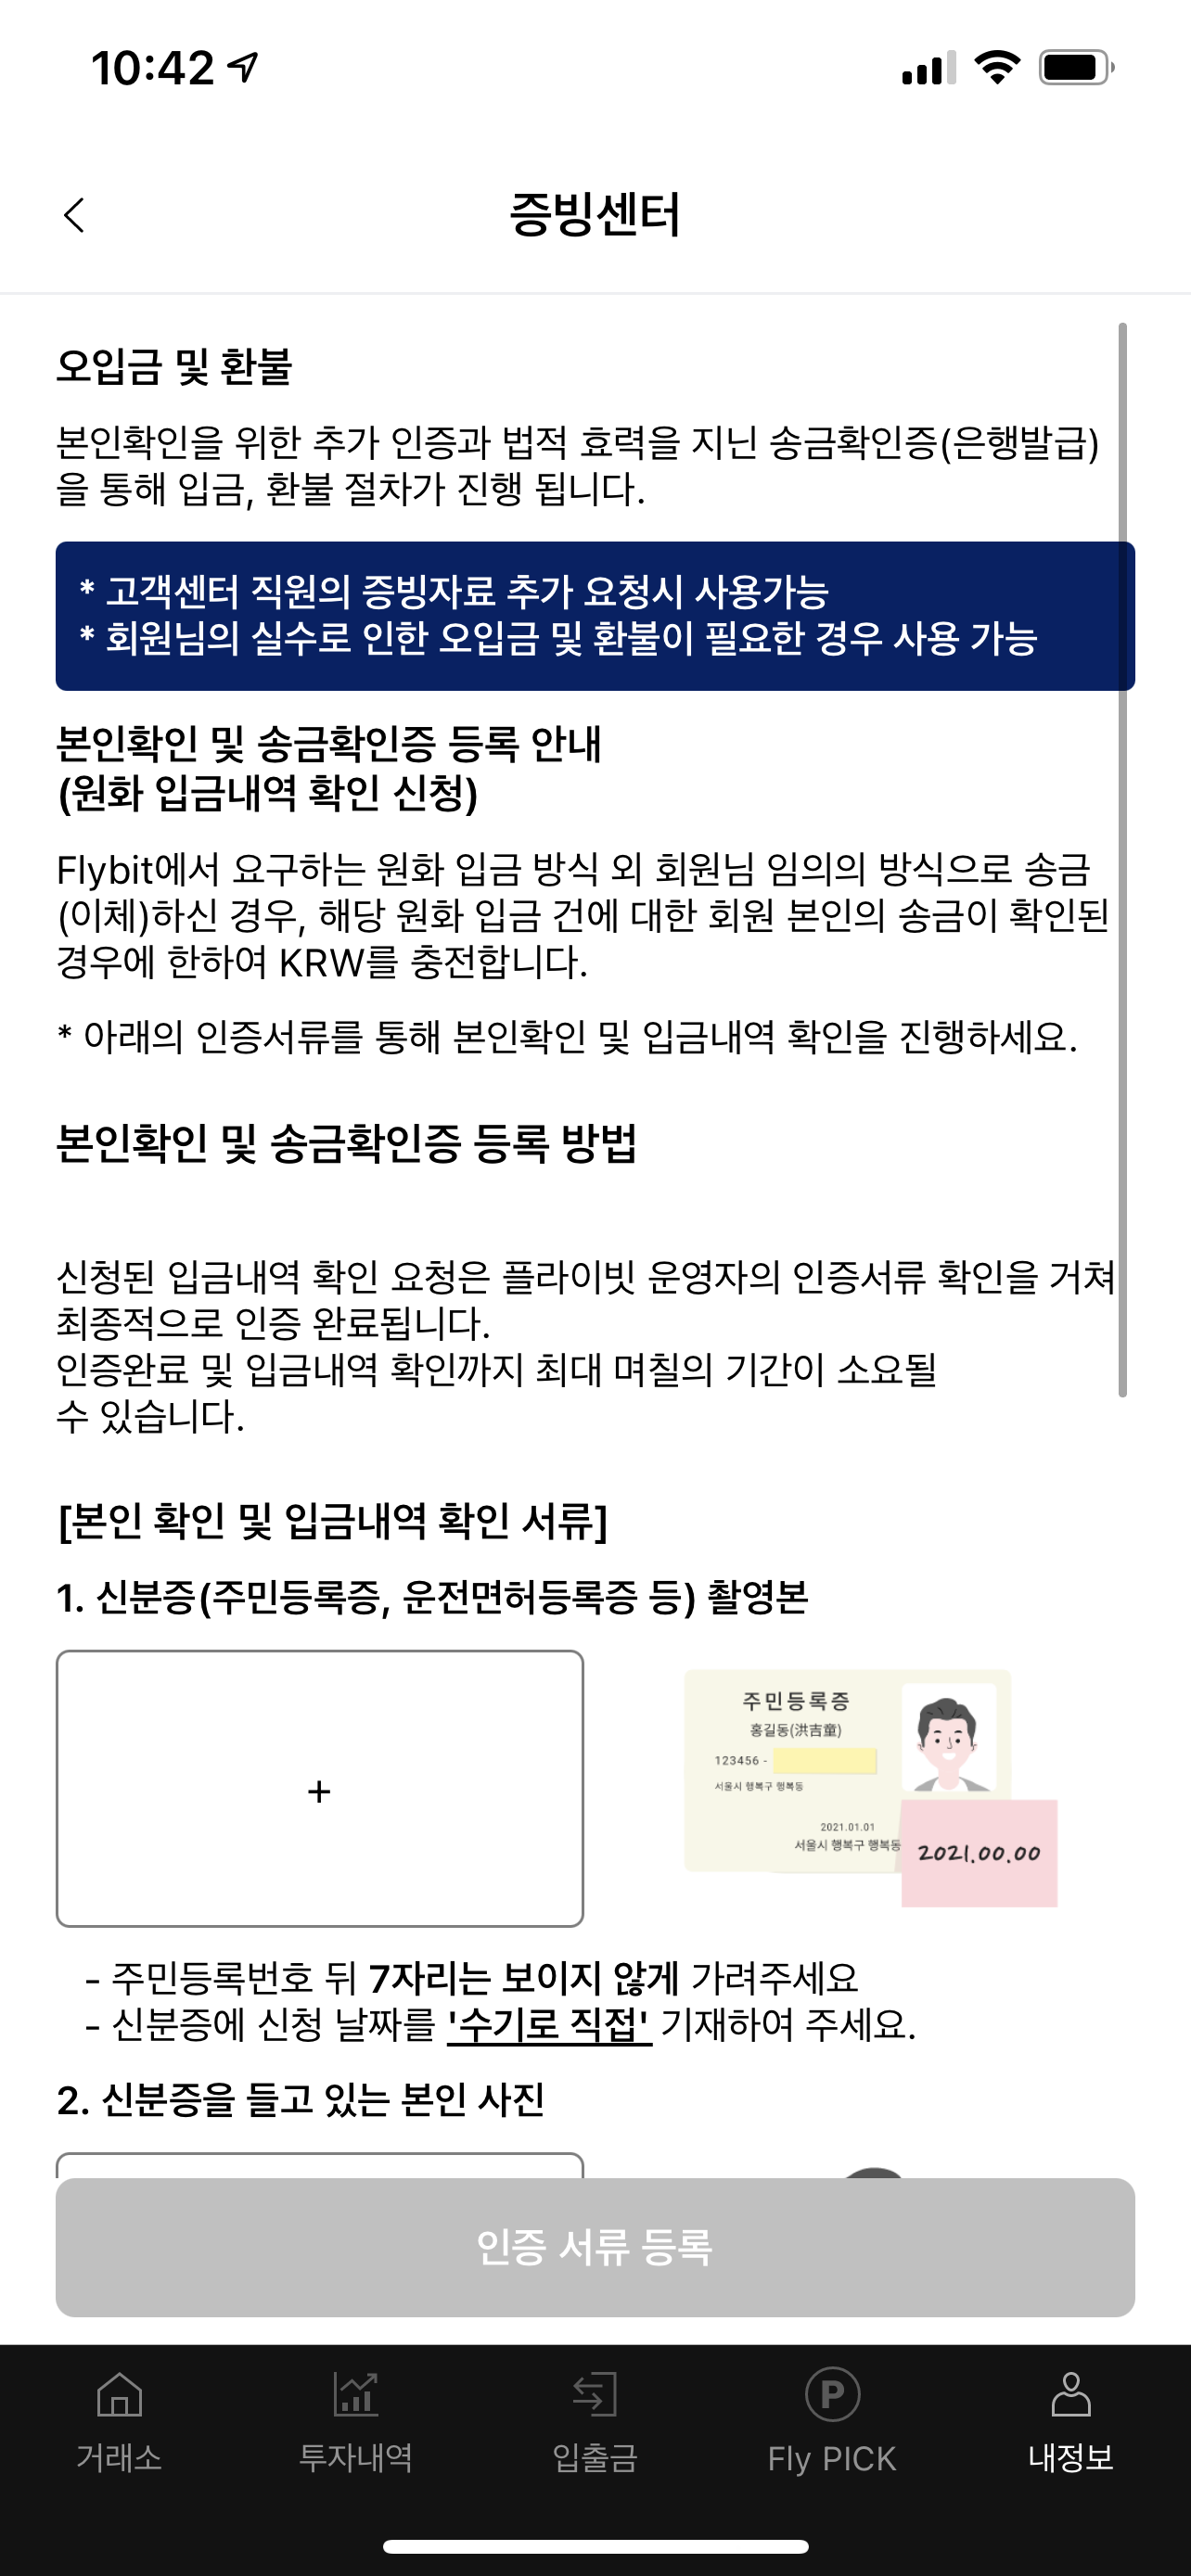 10:42
증빙센터
오입금 및 환불
본인확인을 위한 추가 인증과 법적 효력을 지닌 송금확인증(은행발급)
을 통해 입금, 환불 절차가 진행 됩니다.
* 고객센터 직원의 증빙자료 추가 요청시 사용가능
* 회원님의 실수로 인한 오입금 및 환불이 필요한 경우 사용 가능
본인확인 및 송금확인증 등록 안내
(원화 입금내역 확인 신청)
Flybit에서 요구하는 원화 입금 방식 외 회원님 임의의 방식으로 송금
(이체)하신 경우, 해당 원화 입금 건에 대한 회원 본인의 송금이 확인된
경우에 한하여 KRW를 충전합니다.
* 아래의 인증서류를 통해 본인확인 및 입금내역 확인을 진행하세요.
본인확인 및 송금확인증 등록 방법
신청된 입금내역 확인 요청은 플라이빗 운영자의 인증서류 확인을 거쳐
최종적으로 인증 완료됩니다.
인증완료 및 입금내역 확인까지 최대 며칠의 기간이 소요될
수 있습니다.
[본인 확인 및 입금내역 확인 서류]
1. 신분증(주민등록증, 운전면허등록증 등) 촬영본
+
주민등록증
홍길동(洪吉童)
123456 -
서울시 행복구 행복동
2021.01.01
서울시 행복구 행복동
2021.00.00
- 주민등록번호 뒤 7자리는 보이지 않게 가려주세요
- 신분증에 신청 날짜를 '수기로 직접' 기재하여 주세요.
2. 신분증을 들고 있는 본인 사진
인증 서류 등록
거래소
투자내역
입출금
P
Fly PICK
내정보